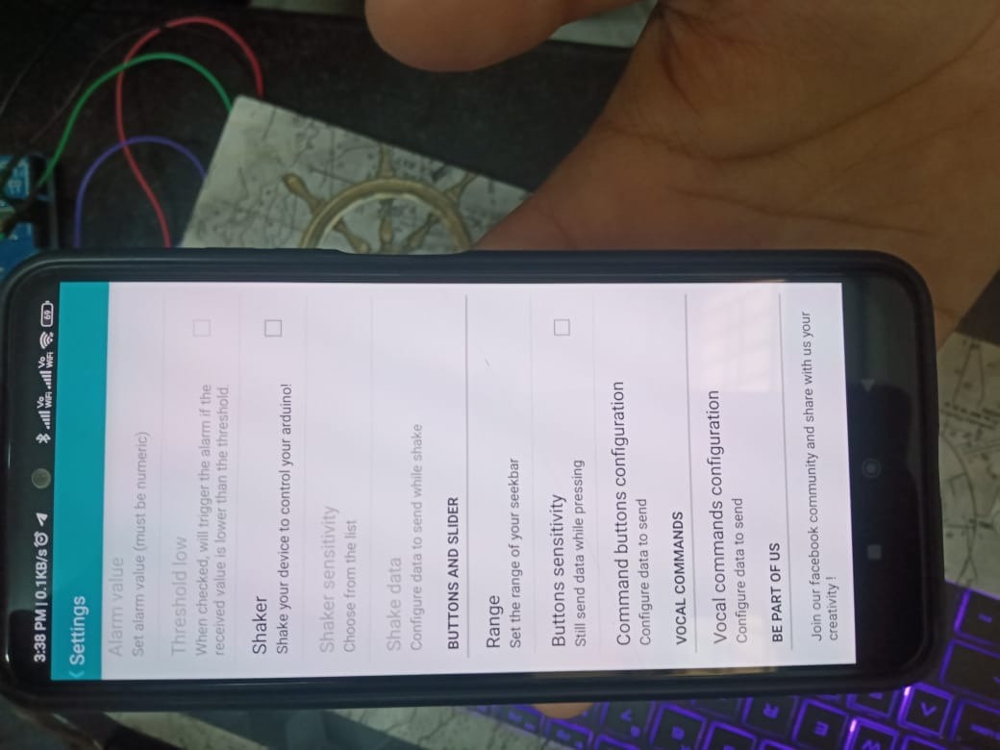 3:38 PM | 0.1KB/s
Vo
WiFi
Vo
WiFi
69
Settings
Alarm value
Set alarm value (must be numeric)
Threshold low
When checked, will trigger the alarm if the
received value is lower than the threshold.
Shaker
Shake your device to control your arduino!
Shaker sensitivity
Choose from the list
Shake data
Configure data to send while shake
BUTTONS AND SLIDER
Range
Set the range of your seekbar
Buttons sensitivity
Still send data while pressing
Command buttons configuration
Configure data to send
VOCAL COMMANDS
Vocal commands configuration
Configure data to send
BE PART OF US
Join our facebook community and share with us your
creativity !